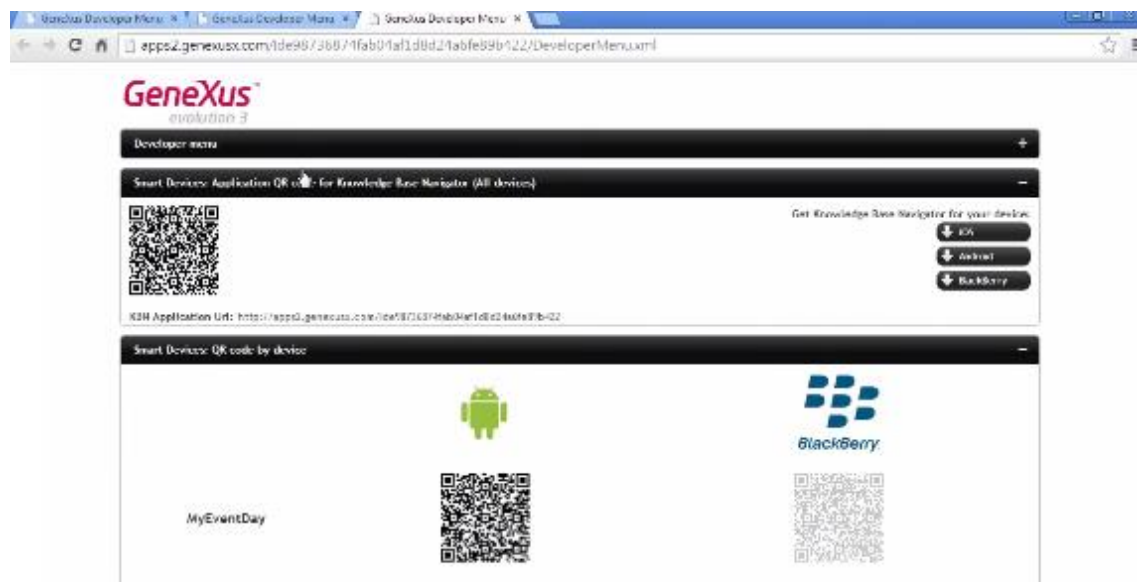 GeneXus Developer Menu GeneXus Developer Menu GeneXus Developer Menu
apps2.genexusx.com/ /DeveloperMenu.xml
GeneXus™
evolution 3
Developer menu
Smart Devices: Application QR code for Knowledge Base Navigator (All devices)
Get Knowledge Base Navigator for your device:
iOS
Android
BlackBerry
KBN Application Url:
Smart Devices: QR code by device
BlackBerry.
MyEventDay